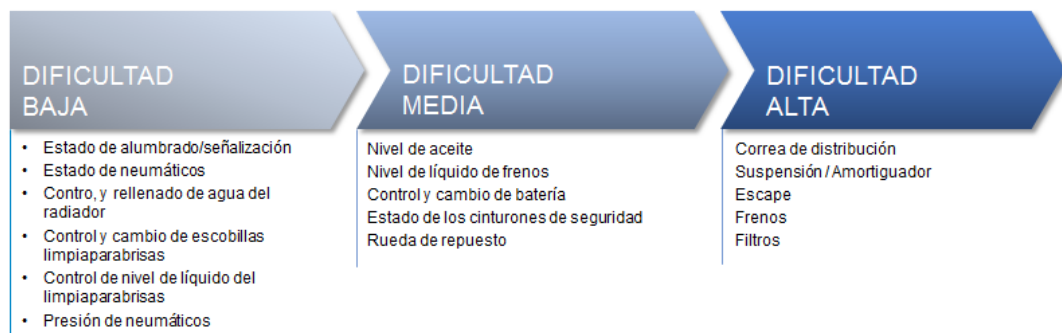 DIFICULTAD
BAJA
• Estado de alumbrado/señalización
• Estado de neumáticos
• Contro, y rellenado de agua del
radiador
• Control y cambio de escobillas
limpiaparabrisas
• Control de nivel de líquido del
limpiaparabrisas
• Presión de neumáticos
DIFICULTAD
MEDIA
Nivel de aceite
Nivel de líquido de frenos
Control y cambio de batería
Estado de los cinturones de seguridad
Rueda de repuesto
DIFICULTAD
ALTA
Correa de distribución
Suspensión / Amortiguador
Escape
Frenos
Filtros